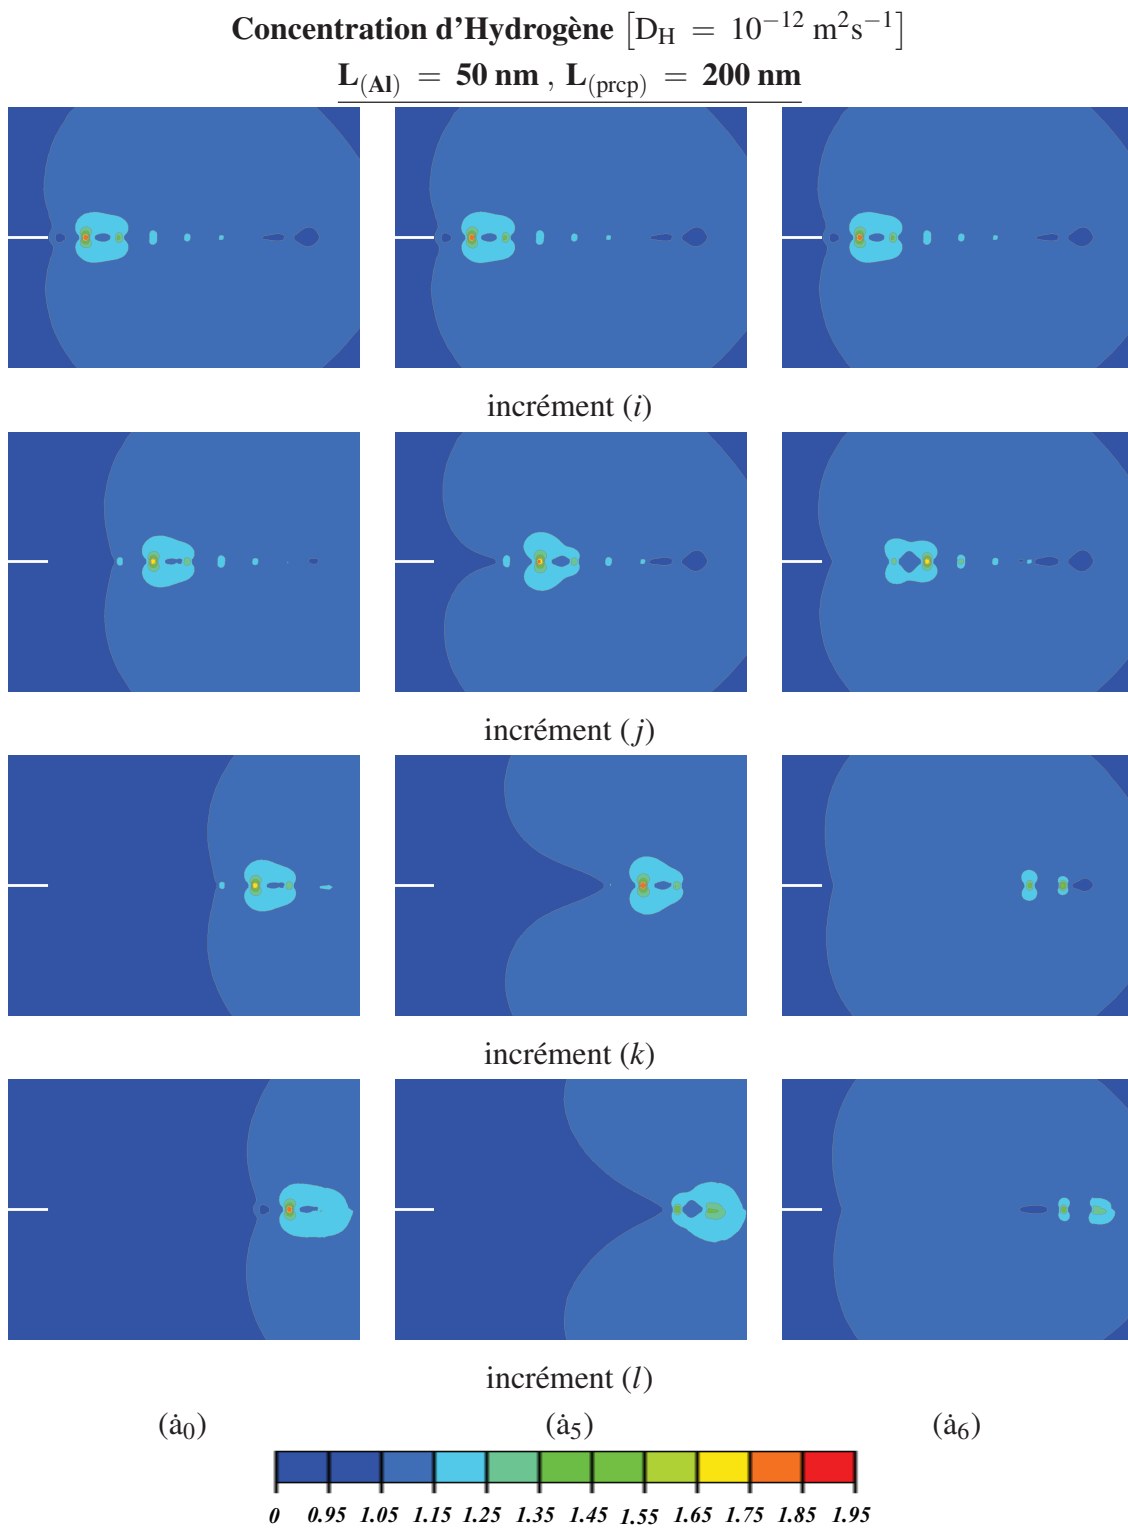 Concentration d'Hydrogène [D_H = 10⁻¹² m²s⁻¹]
L_(Al) = 50 nm , L_(prcp) = 200 nm
incrément (i)
incrément (j)
incrément (k)
incrément (l)
(ȧ₀) (ȧ₅) (ȧ₆)
0 0.95 1.05 1.15 1.25 1.35 1.45 1.55 1.65 1.75 1.85 1.95